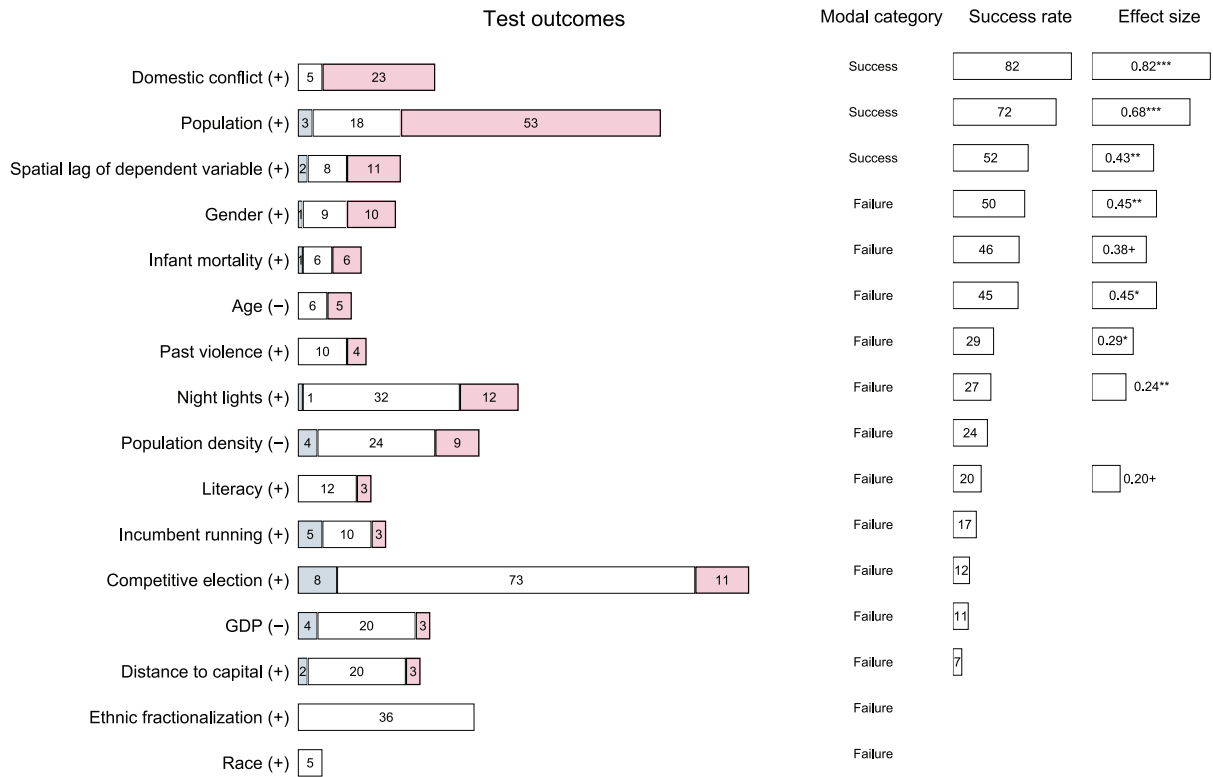 Test outcomes Modal category Success rate Effect size
Domestic conflict (+) 5 23 Success 82 0.82***
Population (+) 3 18 53 Success 72 0.68***
Spatial lag of dependent variable (+) 2 8 11 Success 52 0.43**
Gender (+) 1 9 10 Failure 50 0.45**
Infant mortality (+) 1 6 6 Failure 46 0.38+
Age (−) 6 5 Failure 45 0.45*
Past violence (+) 10 4 Failure 29 0.29*
Night lights (+) 1 32 12 Failure 27 0.24**
Population density (−) 4 24 9 Failure 24
Literacy (+) 12 3 Failure 20 0.20+
Incumbent running (+) 5 10 3 Failure 17
Competitive election (+) 8 73 11 Failure 12
GDP (−) 4 20 3 Failure 11
Distance to capital (+) 2 20 3 Failure 7
Ethnic fractionalization (+) 36 Failure
Race (+) 5 Failure